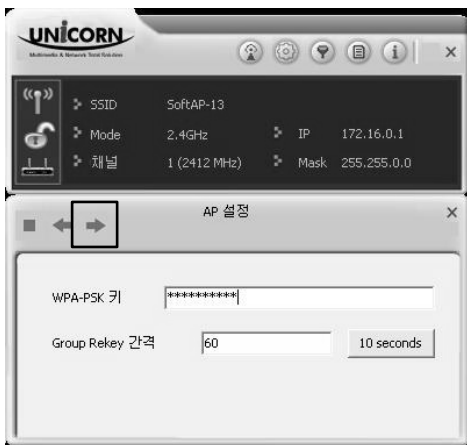 UNICORN
Multimedia & Network Total Solution
SSID SoftAP-13
Mode 2.4GHz IP 172.16.0.1
채널 1 (2412 MHz) Mask 255.255.0.0
AP 설정
WPA-PSK 키 **********
Group Rekey 간격 60 10 seconds